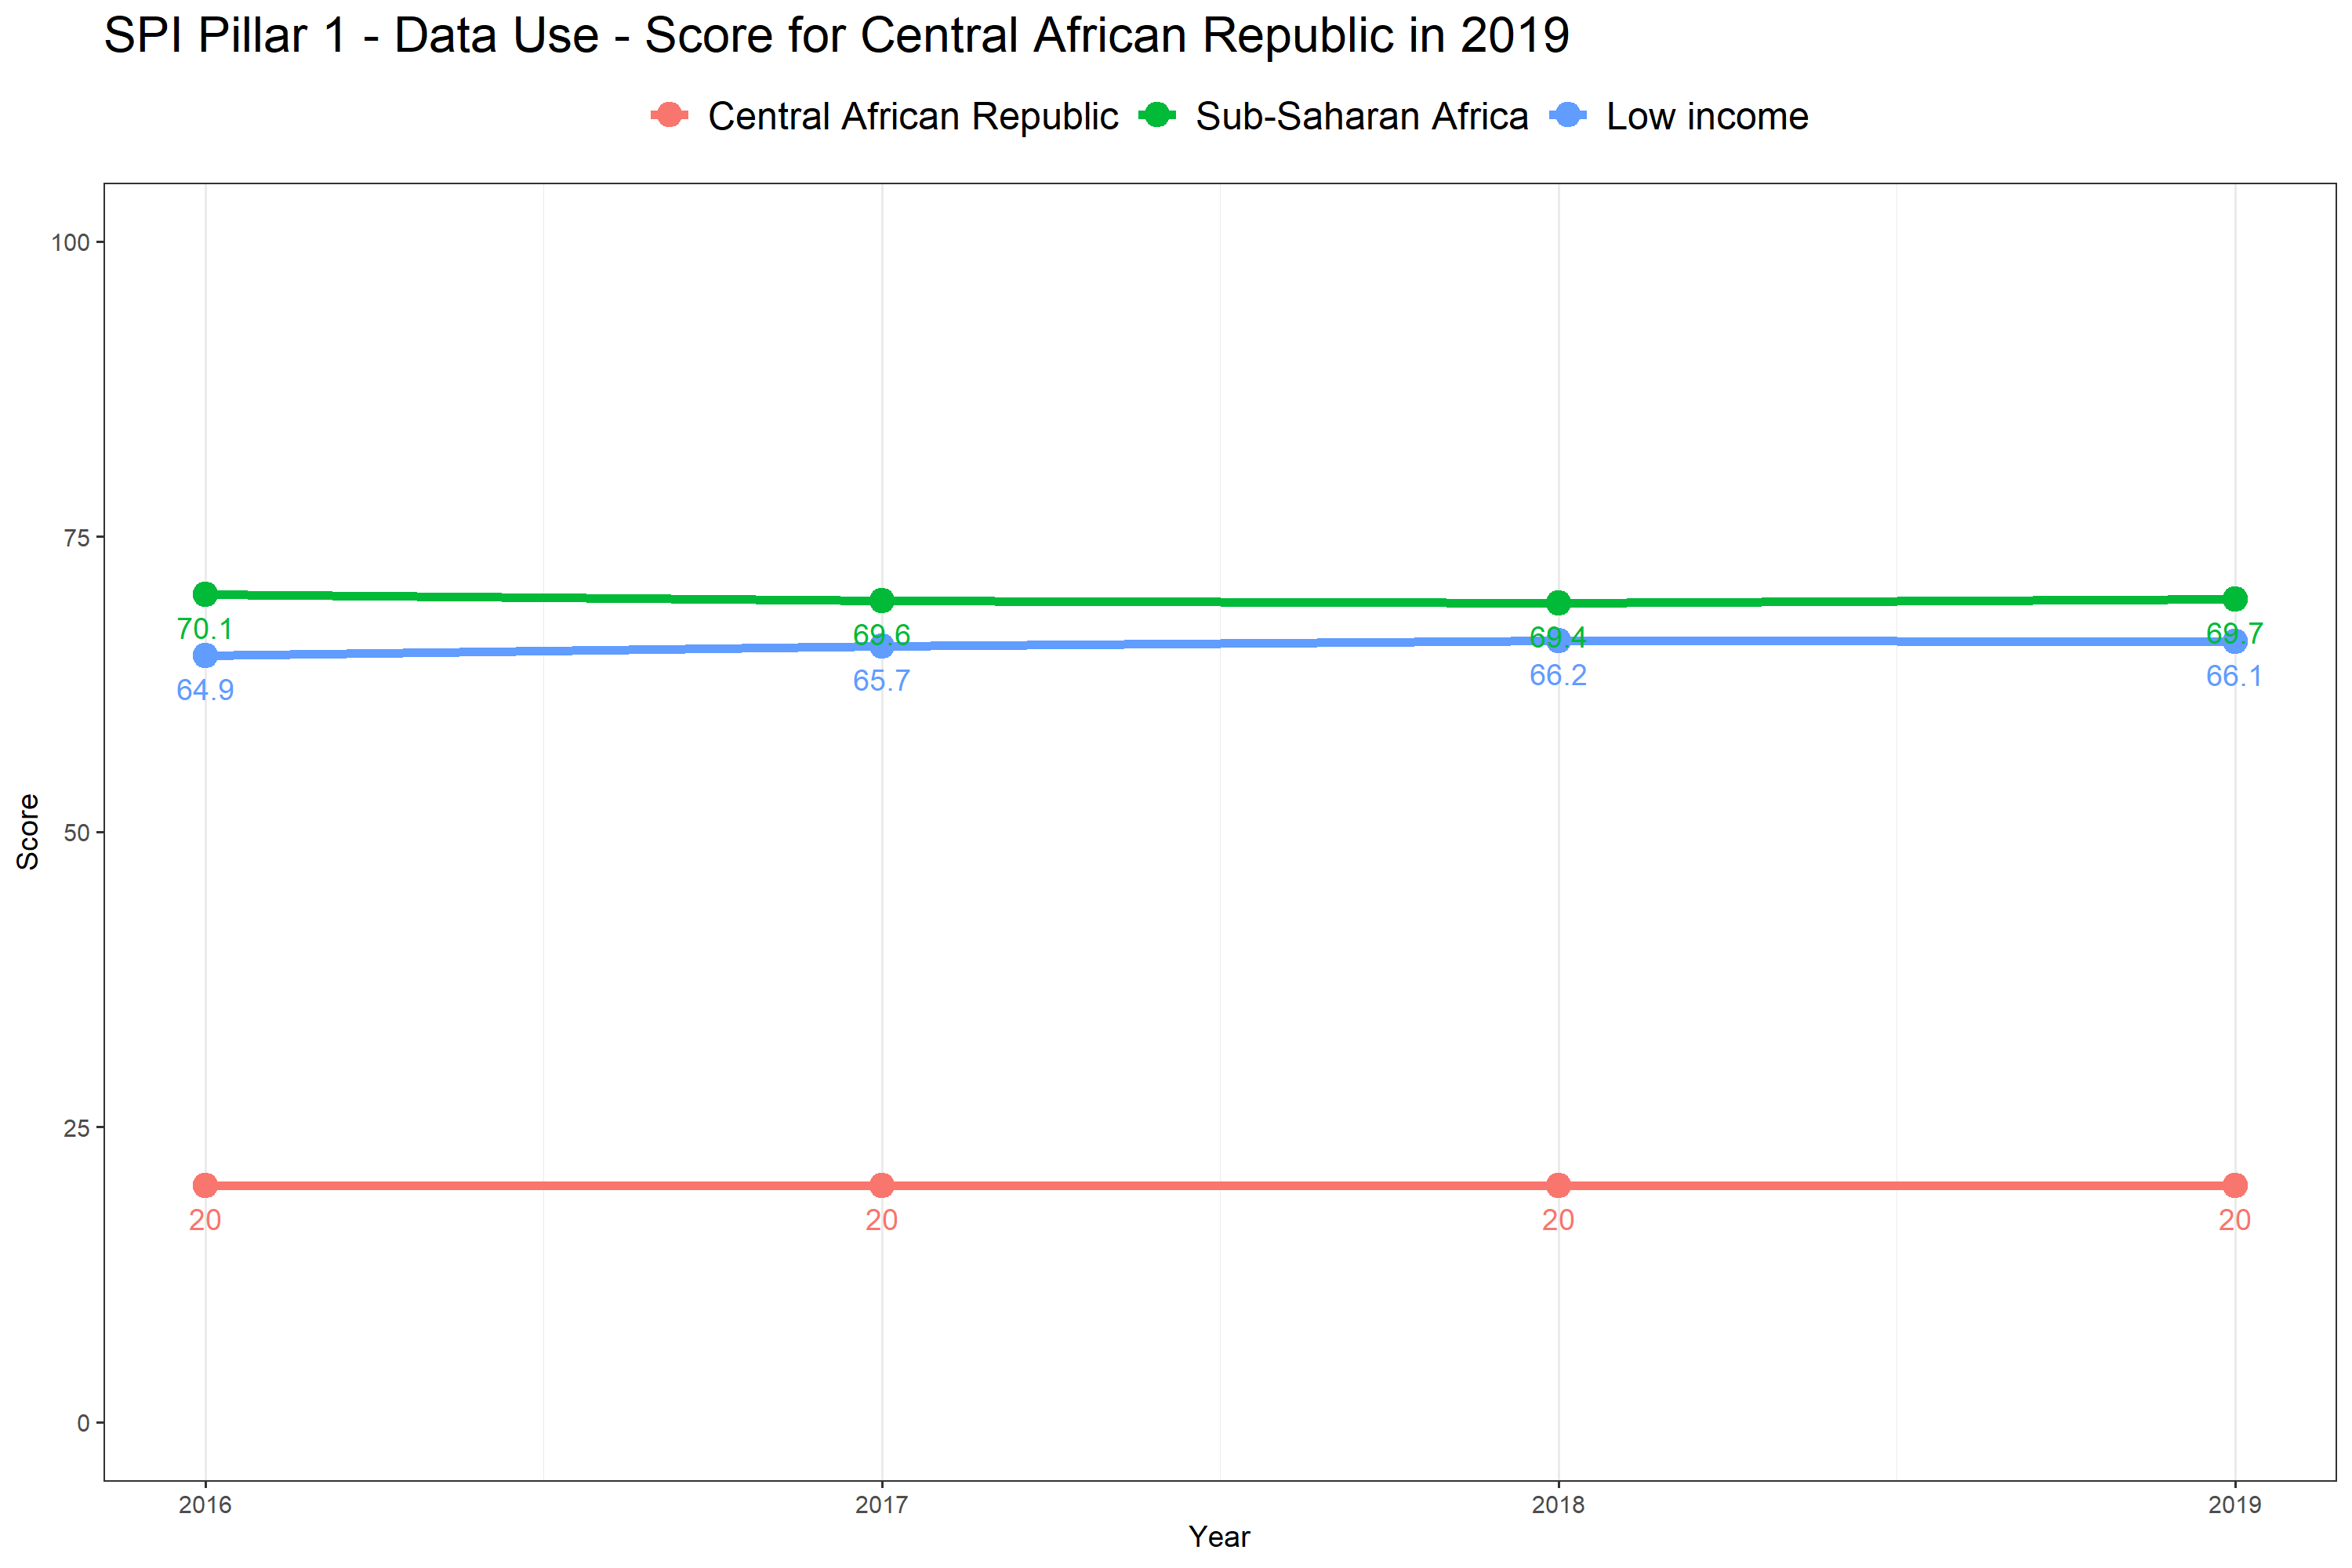 SPI Pillar 1 - Data Use - Score for Central African Republic in 2019
Central African Republic Sub-Saharan Africa Low income
100
75
50
25
0
Score
70.1 69.6 69.4 69.7
64.9 65.7 66.2 66.1
20 20 20 20
2016 2017 2018 2019
Year